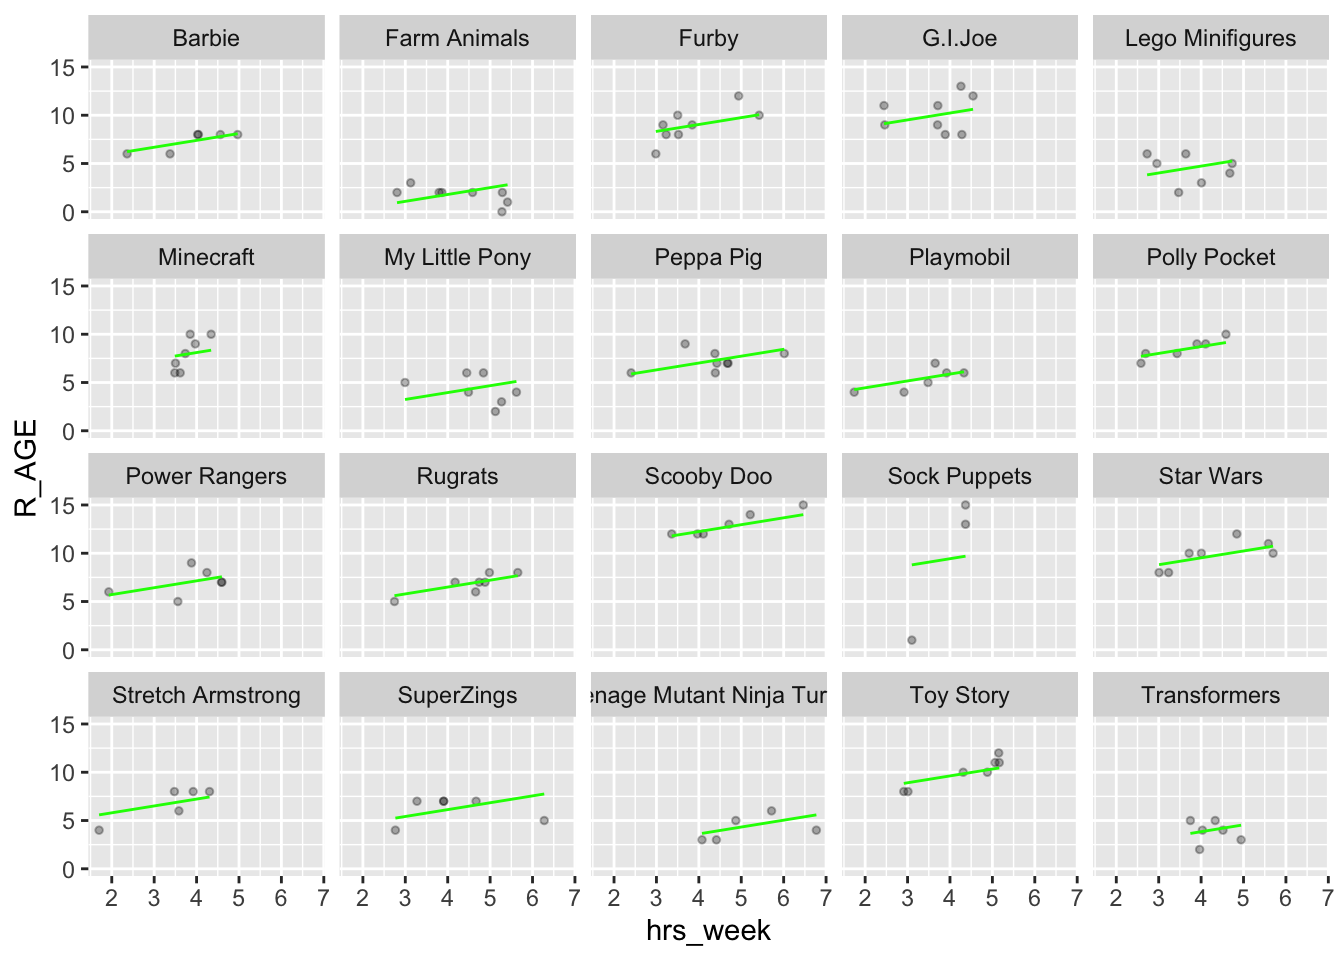 Barbie Farm Animals Furby G.I.Joe Lego Minifigures
15
10
5
0
Minecraft My Little Pony Peppa Pig Playmobil Polly Pocket
15
10
5
0
R_AGE
Power Rangers Rugrats Scooby Doo Sock Puppets Star Wars
15
10
5
0
Stretch Armstrong SuperZings enage Mutant Ninja Tur Toy Story Transformers
15
10
5
0
2 3 4 5 6 7 2 3 4 5 6 7 2 3 4 5 6 7 2 3 4 5 6 7 2 3 4 5 6 7
hrs_week